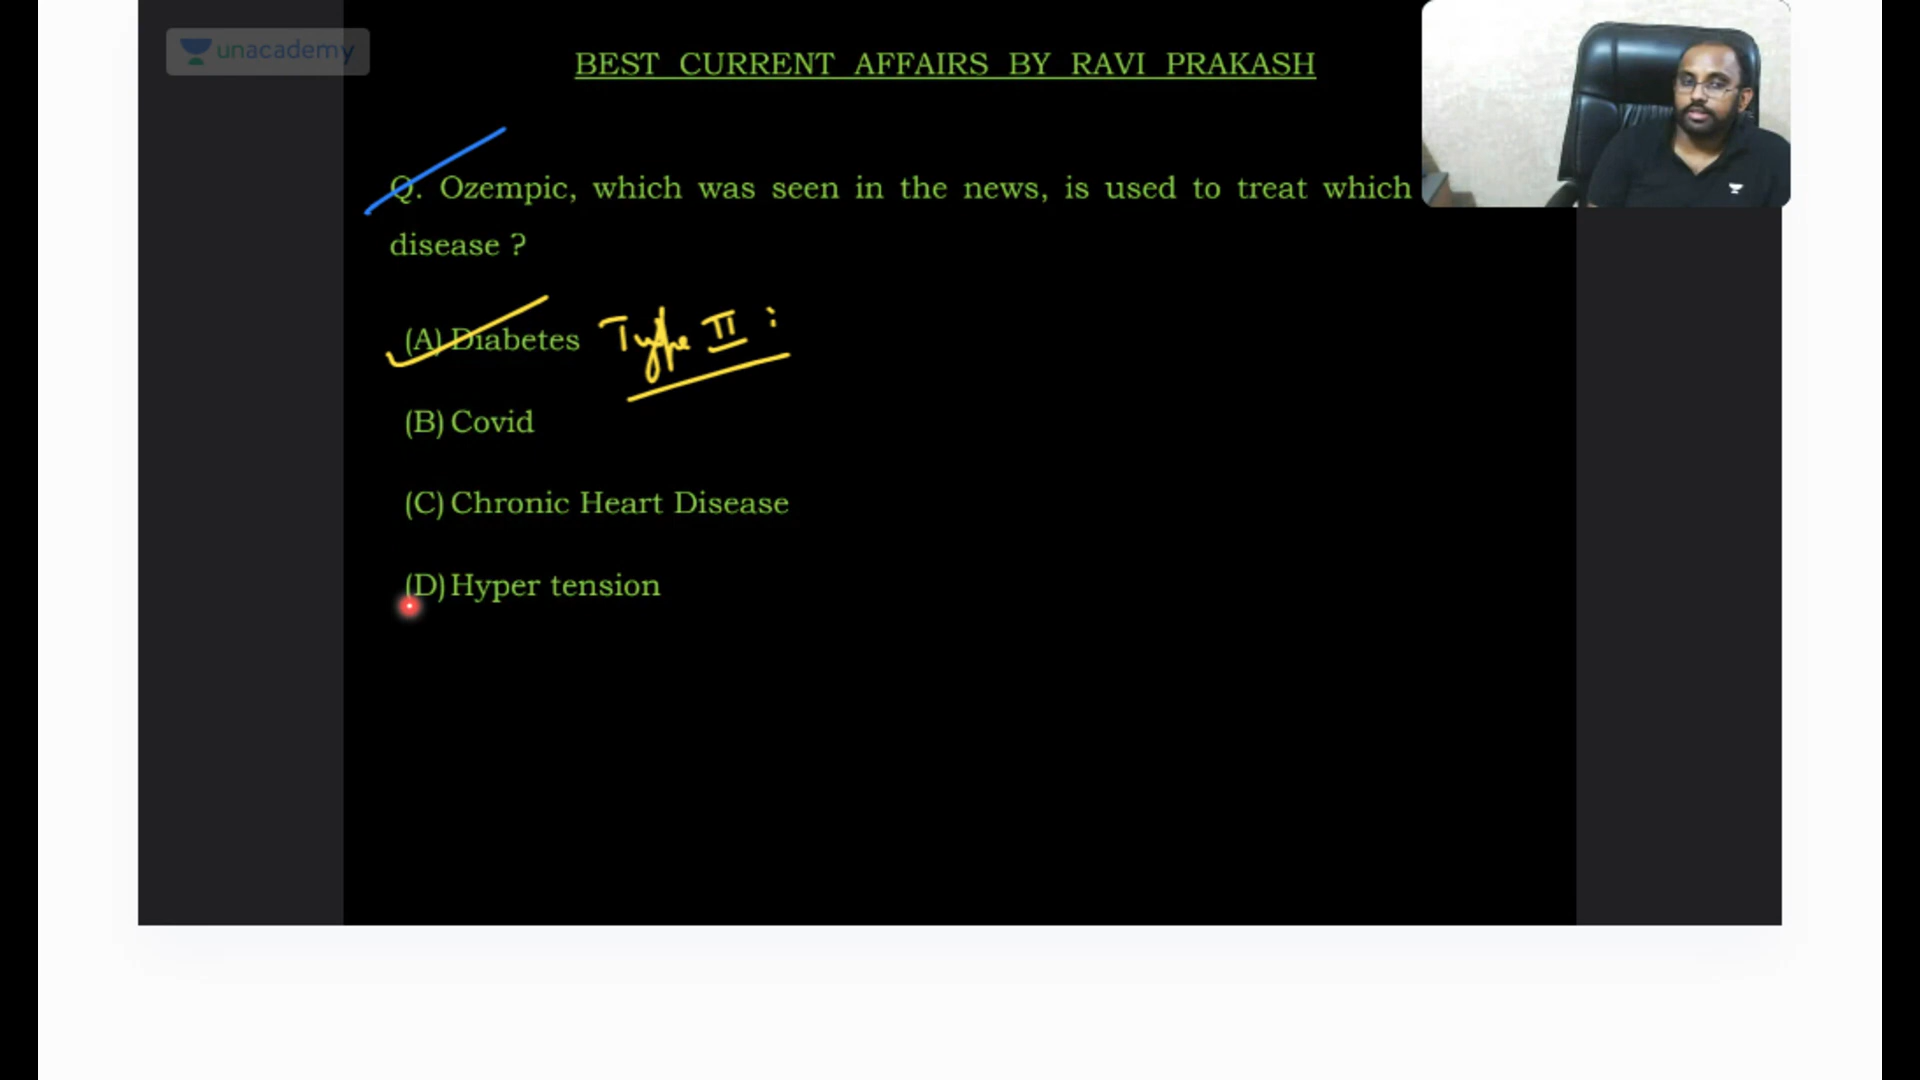 unacademy
BEST CURRENT AFFAIRS BY RAVI PRAKASH
Q. Ozempic, which was seen in the news, is used to treat which
disease ?
(A) Diabetes Type II :
(B) Covid
(C) Chronic Heart Disease
(D) Hyper tension